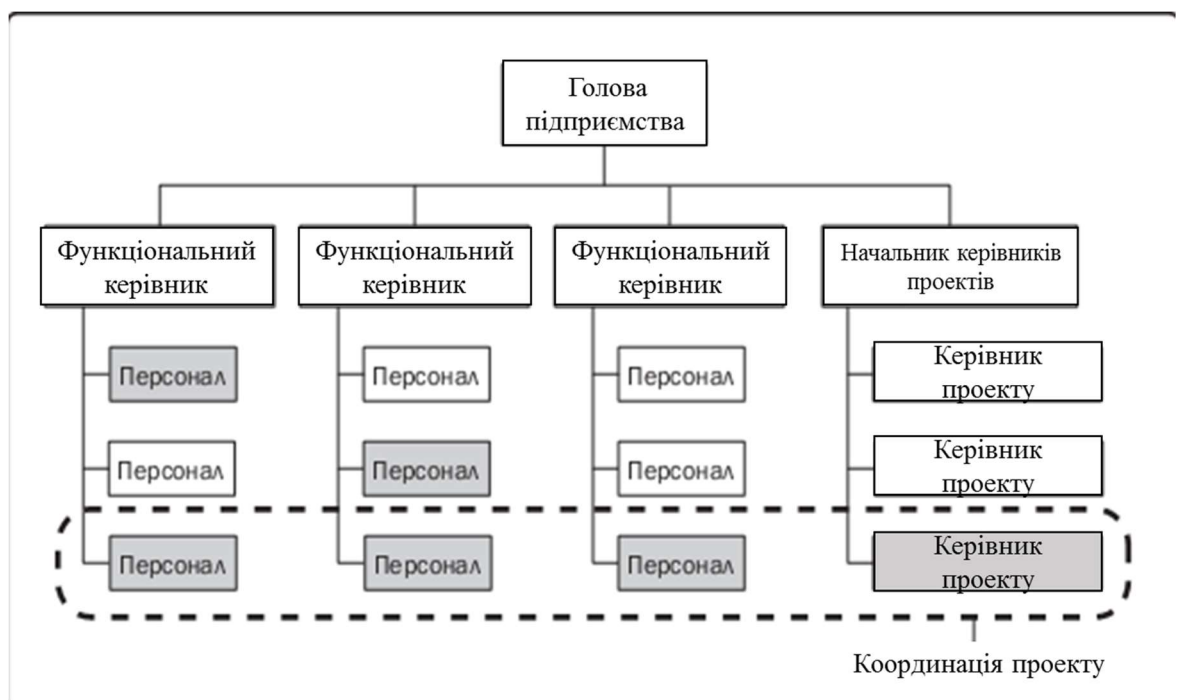 Голова
підприємства
Функціональний
керівник
Функціональний
керівник
Функціональний
керівник
Начальник керівників
проектів
Персонал
Персонал
Персонал
Керівник
проекту
Персонал
Персонал
Персонал
Керівник
проекту
Персонал
Персонал
Персонал
Керівник
проекту
Координація проекту